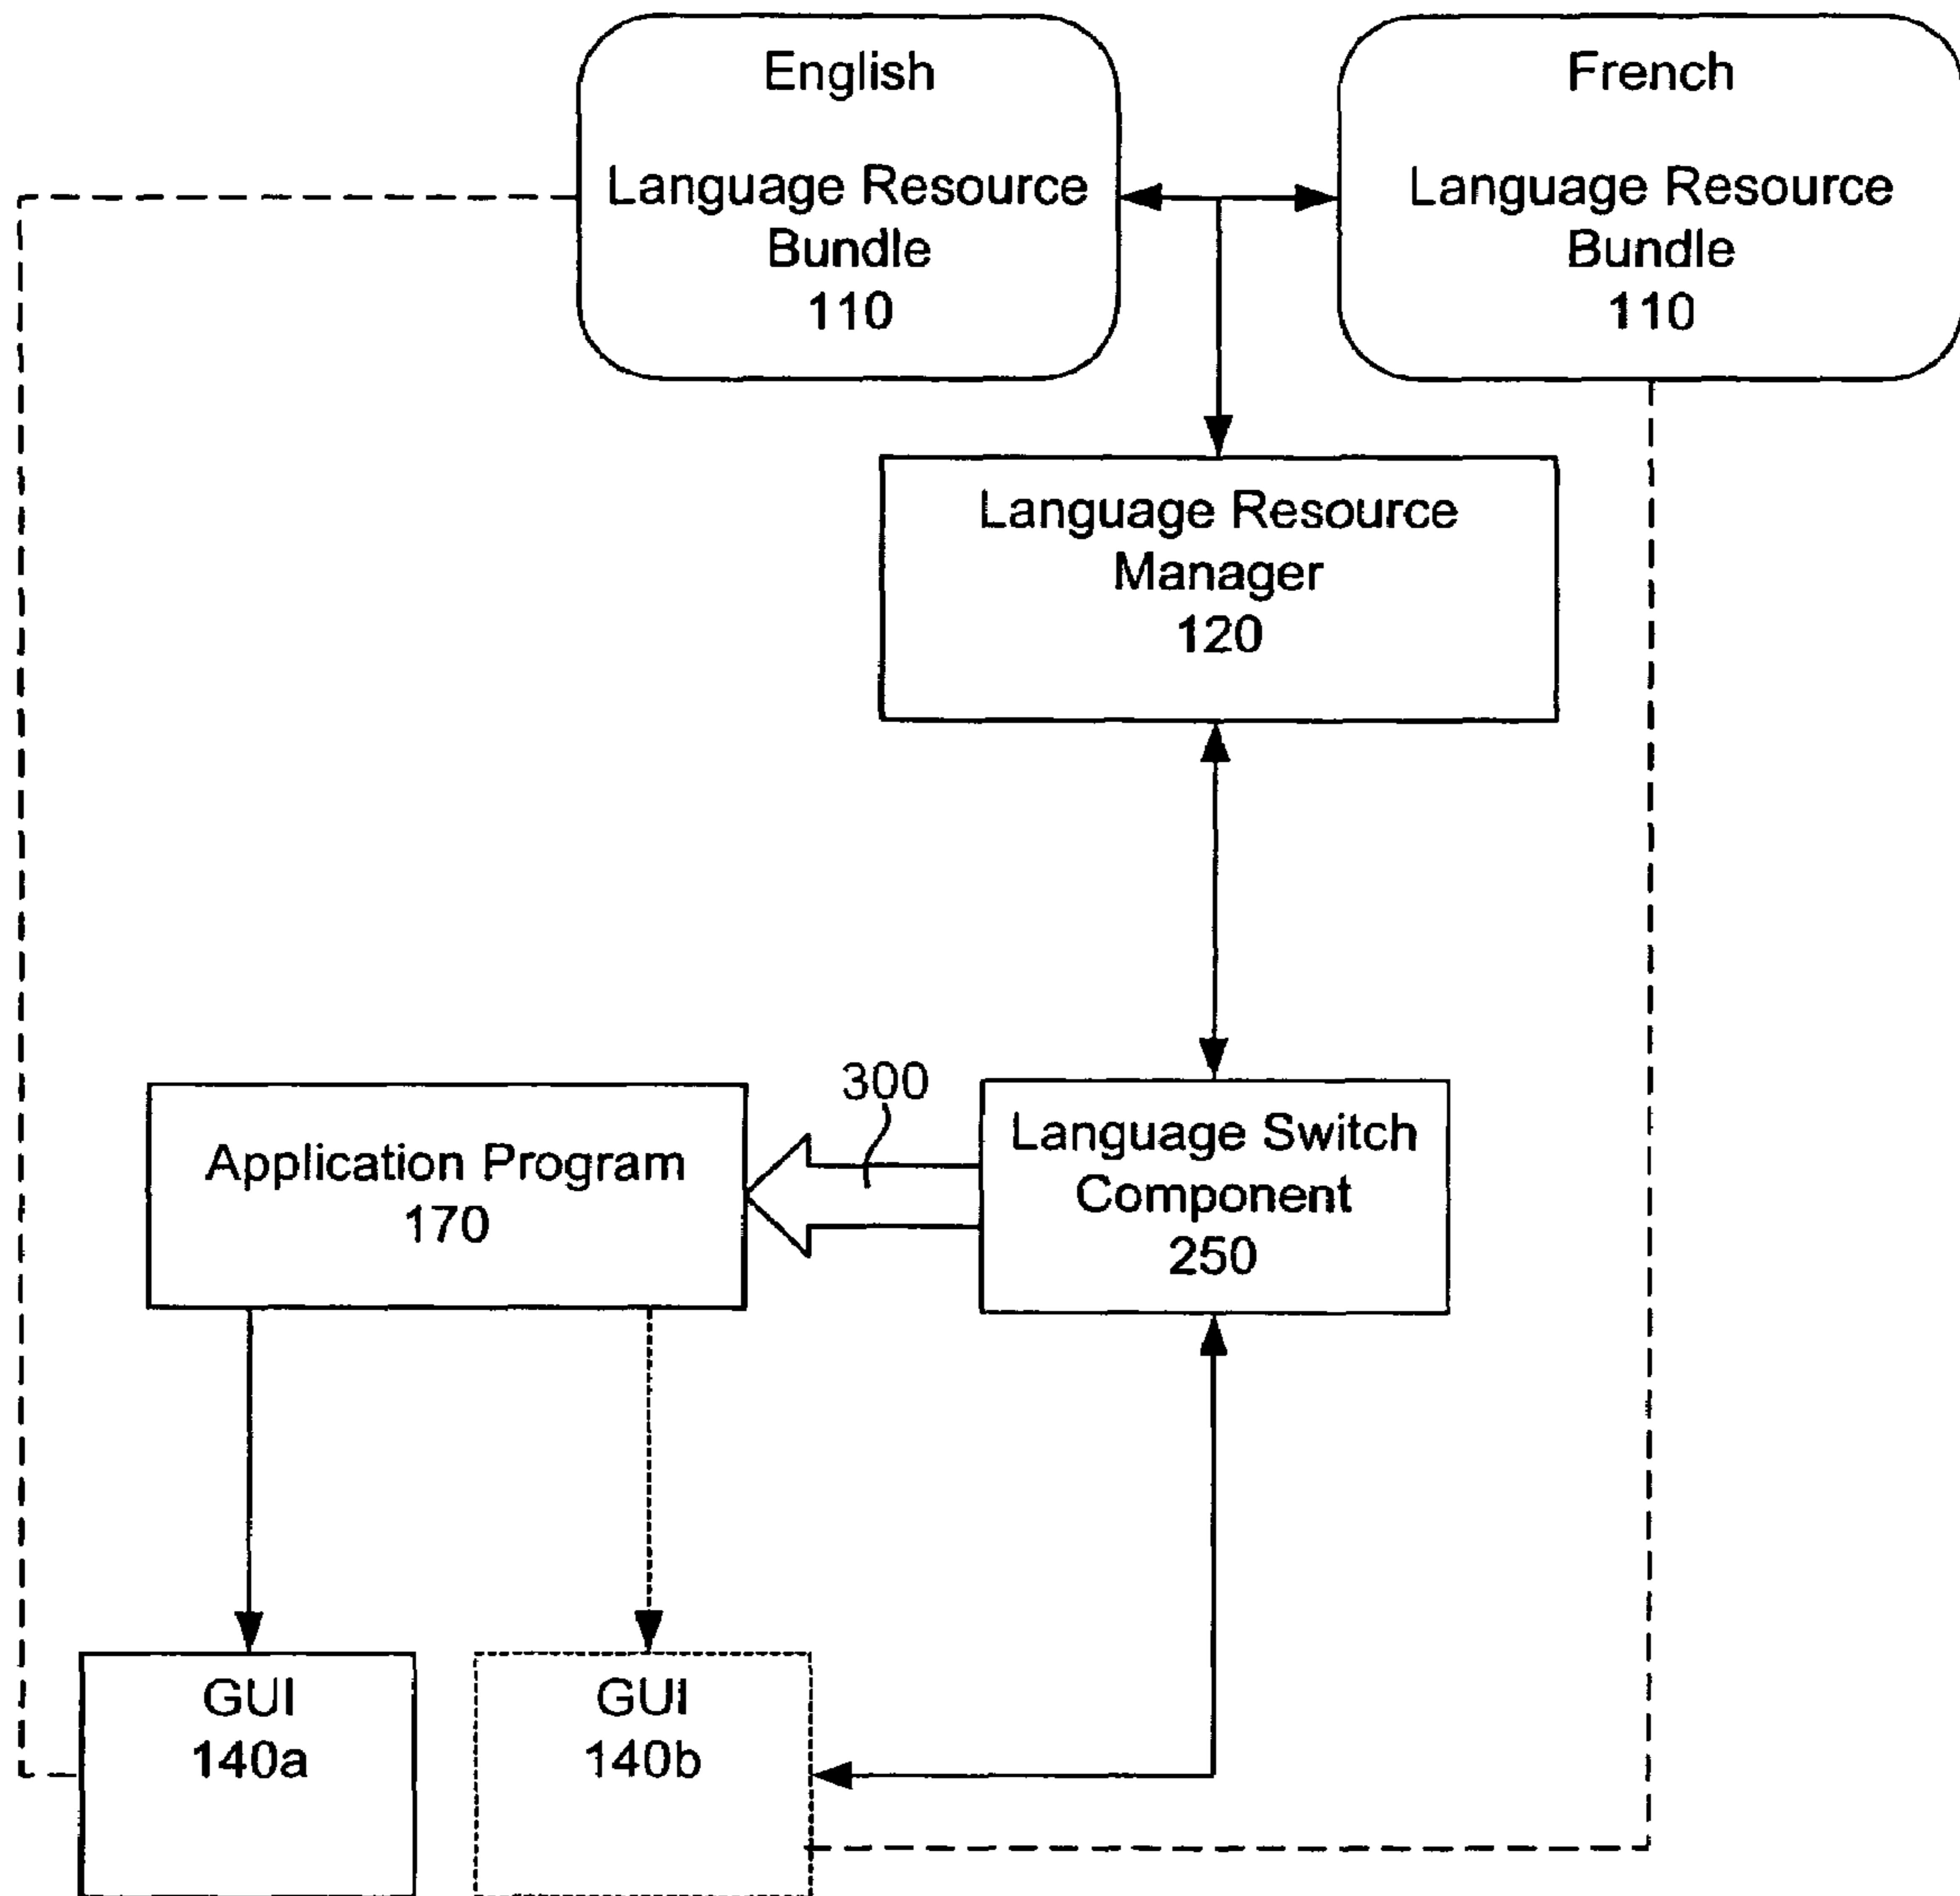 English
Language Resource
Bundle
110
French
Language Resource
Bundle
110
Language Resource
Manager
120
300
Application Program
170
Language Switch
Component
250
GUI
140a
GUI
140b